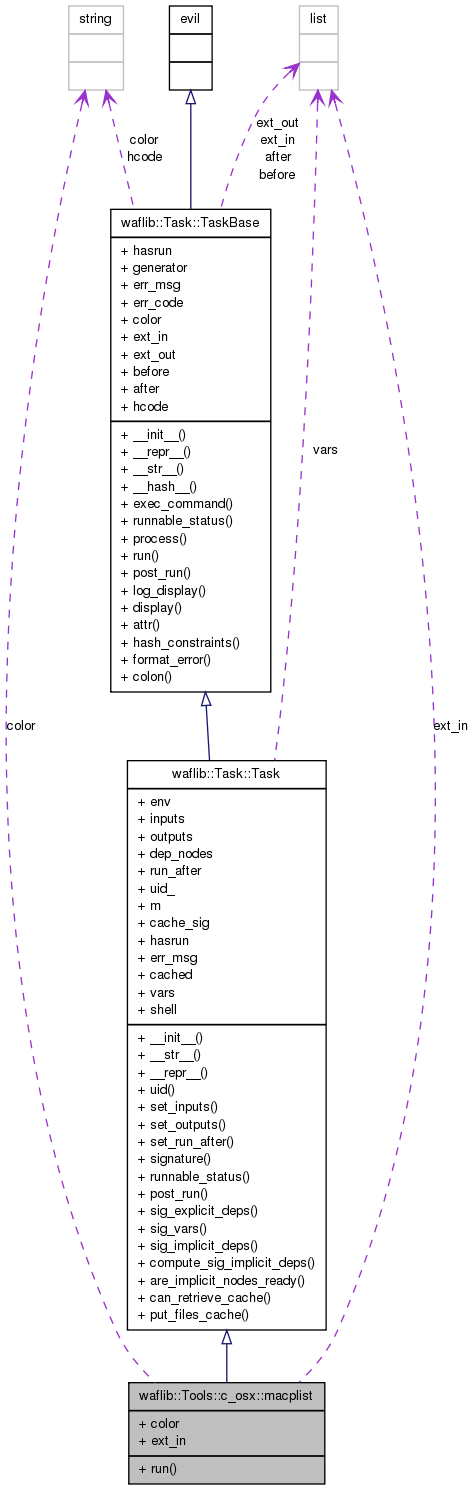 string
evil
list
color
hcode
ext_out
ext_in
after
before
waflib::Task::TaskBase
+ hasrun
+ generator
+ err_msg
+ err_code
+ color
+ ext_in
+ ext_out
+ before
+ after
+ hcode
+ __init__()
+ __repr__()
+ __str__()
+ __hash__()
+ exec_command()
+ runnable_status()
+ process()
+ run()
+ post_run()
+ log_display()
+ display()
+ attr()
+ hash_constraints()
+ format_error()
+ colon()
vars
color
ext_in
waflib::Task::Task
+ env
+ inputs
+ outputs
+ dep_nodes
+ run_after
+ uid_
+ m
+ cache_sig
+ hasrun
+ err_msg
+ cached
+ vars
+ shell
+ __init__()
+ __str__()
+ __repr__()
+ uid()
+ set_inputs()
+ set_outputs()
+ set_run_after()
+ signature()
+ runnable_status()
+ post_run()
+ sig_explicit_deps()
+ sig_vars()
+ sig_implicit_deps()
+ compute_sig_implicit_deps()
+ are_implicit_nodes_ready()
+ can_retrieve_cache()
+ put_files_cache()
waflib::Tools::c_osx::macplist
+ color
+ ext_in
+ run()